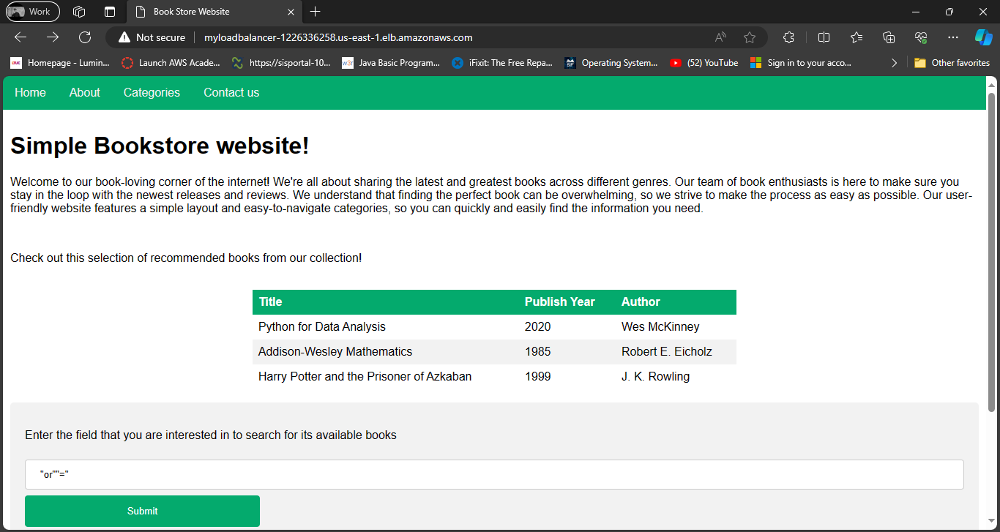 Work
Book Store Website
Not secure
myloadbalancer-1226336258.us-east-1.elb.amazonaws.com
Homepage - Lumin...
Launch AWS Acade...
https://sisportal-10...
Java Basic Program...
iFixit: The Free Repa...
Operating System...
(52) YouTube
Sign in to your acco...
Other favorites
Home
About
Categories
Contact us
Simple Bookstore website!
Welcome to our book-loving corner of the internet! We're all about sharing the latest and greatest books across different genres. Our team of book enthusiasts is here to make sure you
stay in the loop with the newest releases and reviews. We understand that finding the perfect book can be overwhelming, so we strive to make the process as easy as possible. Our user-
friendly website features a simple layout and easy-to-navigate categories, so you can quickly and easily find the information you need.
Check out this selection of recommended books from our collection!
Title Publish Year Author
Python for Data Analysis 2020 Wes McKinney
Addison-Wesley Mathematics 1985 Robert E. Eicholz
Harry Potter and the Prisoner of Azkaban 1999 J. K. Rowling
Enter the field that you are interested in to search for its available books
"or""="
Submit